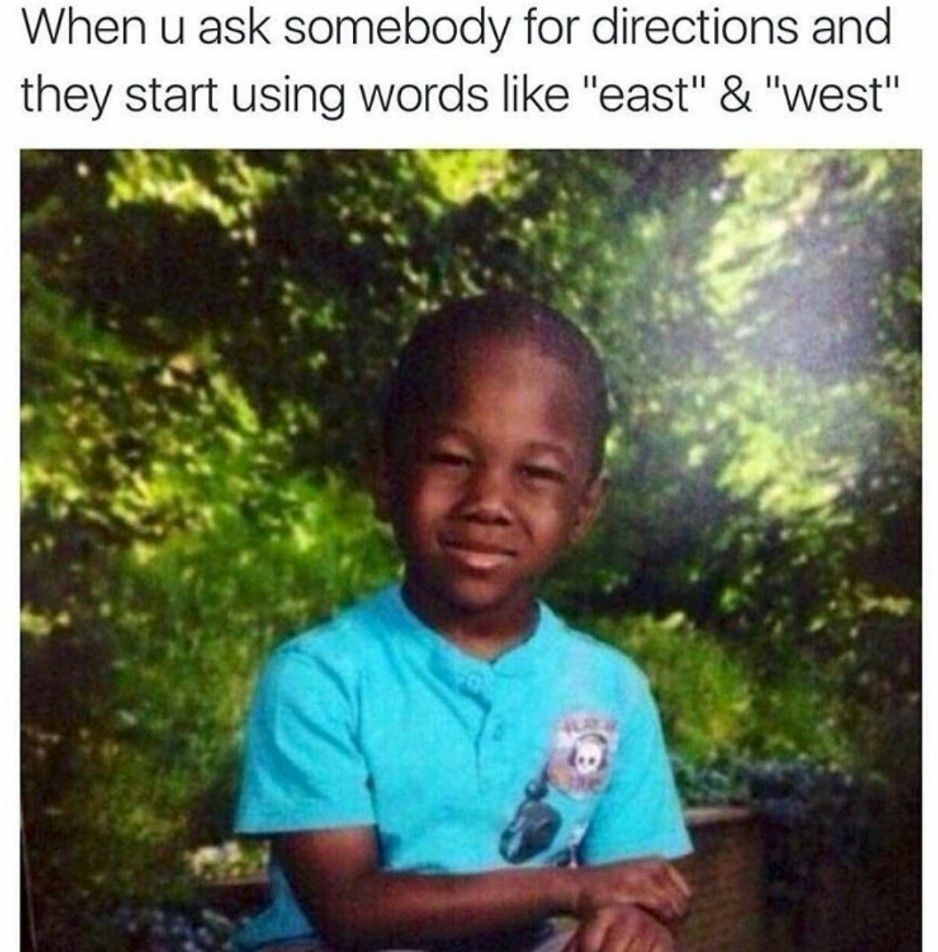 When u ask somebody for directions and
they start using words like "east" & "west"